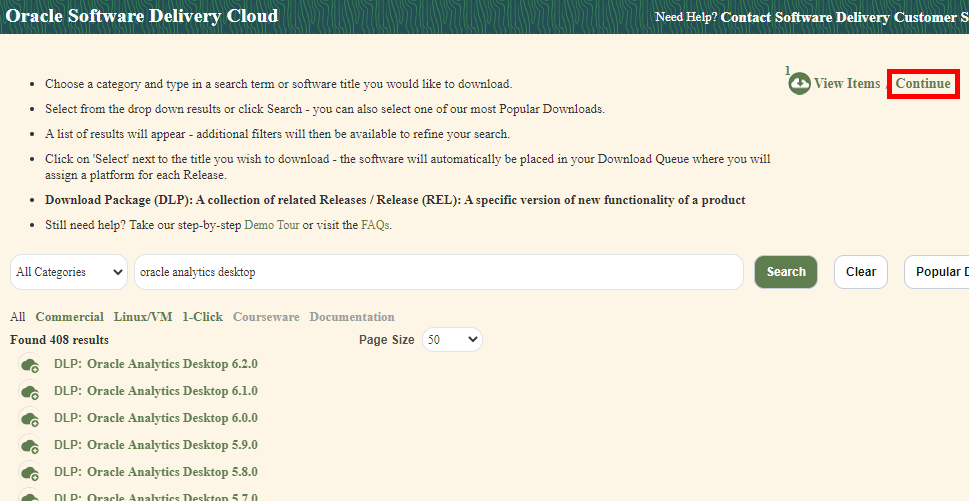 Oracle Software Delivery Cloud
Need Help? Contact Software Delivery Customer S
1
View Items / Continue
Choose a category and type in a search term or software title you would like to download.
Select from the drop down results or click Search - you can also select one of our most Popular Downloads.
A list of results will appear - additional filters will then be available to refine your search.
Click on 'Select' next to the title you wish to download - the software will automatically be placed in your Download Queue where you will
assign a platform for each Release.
Download Package (DLP): A collection of related Releases / Release (REL): A specific version of new functionality of a product
Still need help? Take our step-by-step Demo Tour or visit the FAQs.
All Categories
oracle analytics desktop
Search
Clear
Popular D
All Commercial Linux/VM 1-Click Courseware Documentation
Found 408 results
Page Size 50
DLP: Oracle Analytics Desktop 6.2.0
DLP: Oracle Analytics Desktop 6.1.0
DLP: Oracle Analytics Desktop 6.0.0
DLP: Oracle Analytics Desktop 5.9.0
DLP: Oracle Analytics Desktop 5.8.0
DLP: Oracle Analytics Desktop 5.7.0